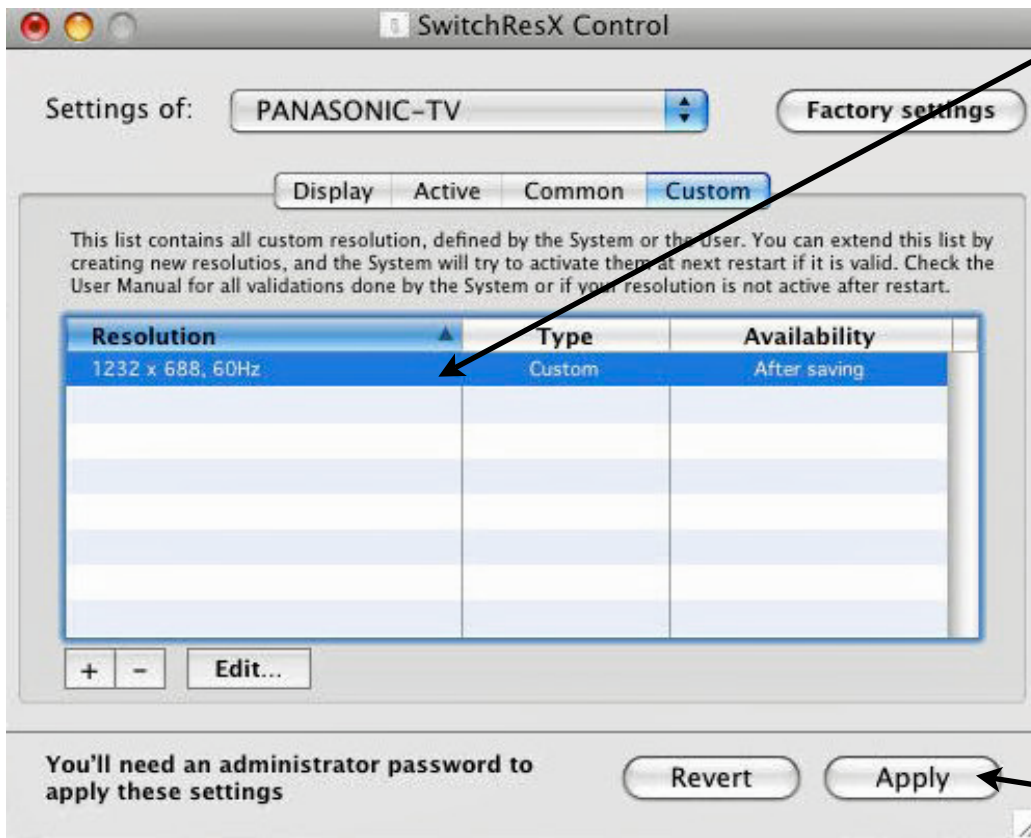 SwitchResX Control
Settings of: PANASONIC-TV Factory settings
Display Active Common Custom
This list contains all custom resolution, defined by the System or the User. You can extend this list by
creating new resolutios, and the System will try to activate them at next restart if it is valid. Check the
User Manual for all validations done by the System or if your resolution is not active after restart.
Resolution Type Availability
1232 x 688, 60Hz Custom After saving
+ - Edit...
You'll need an administrator password to
apply these settings
Revert Apply